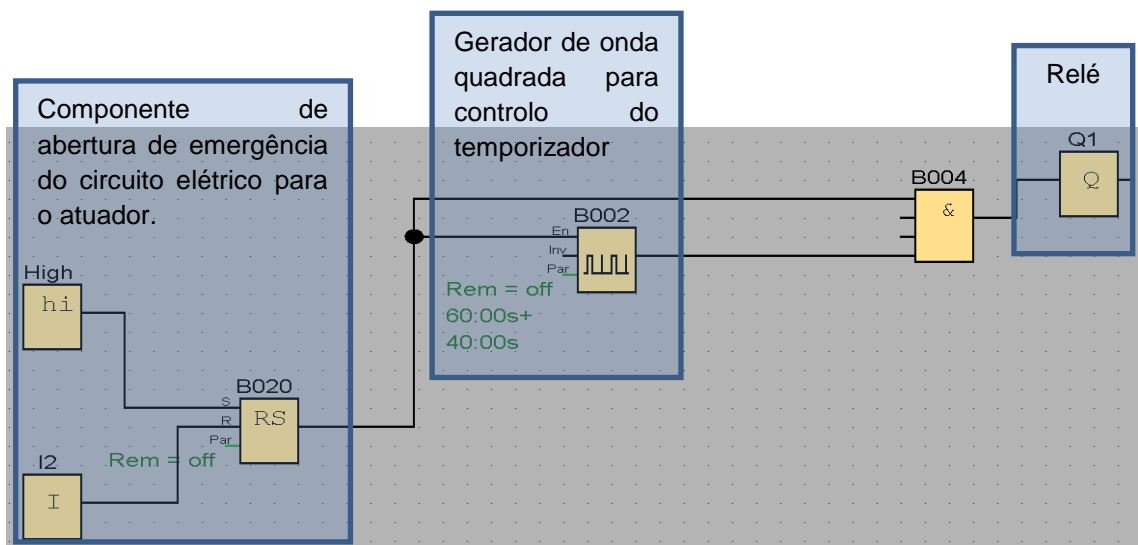 Componente de
abertura de emergência
do circuito elétrico para
o atuador.
High
hi
I2
I
B020
S
R
Par
RS
Rem = off
Gerador de onda
quadrada para
controlo do
temporizador
B002
En
Inv
Par
Rem = off
60:00s+
40:00s
B004
&
Relé
Q1
Q